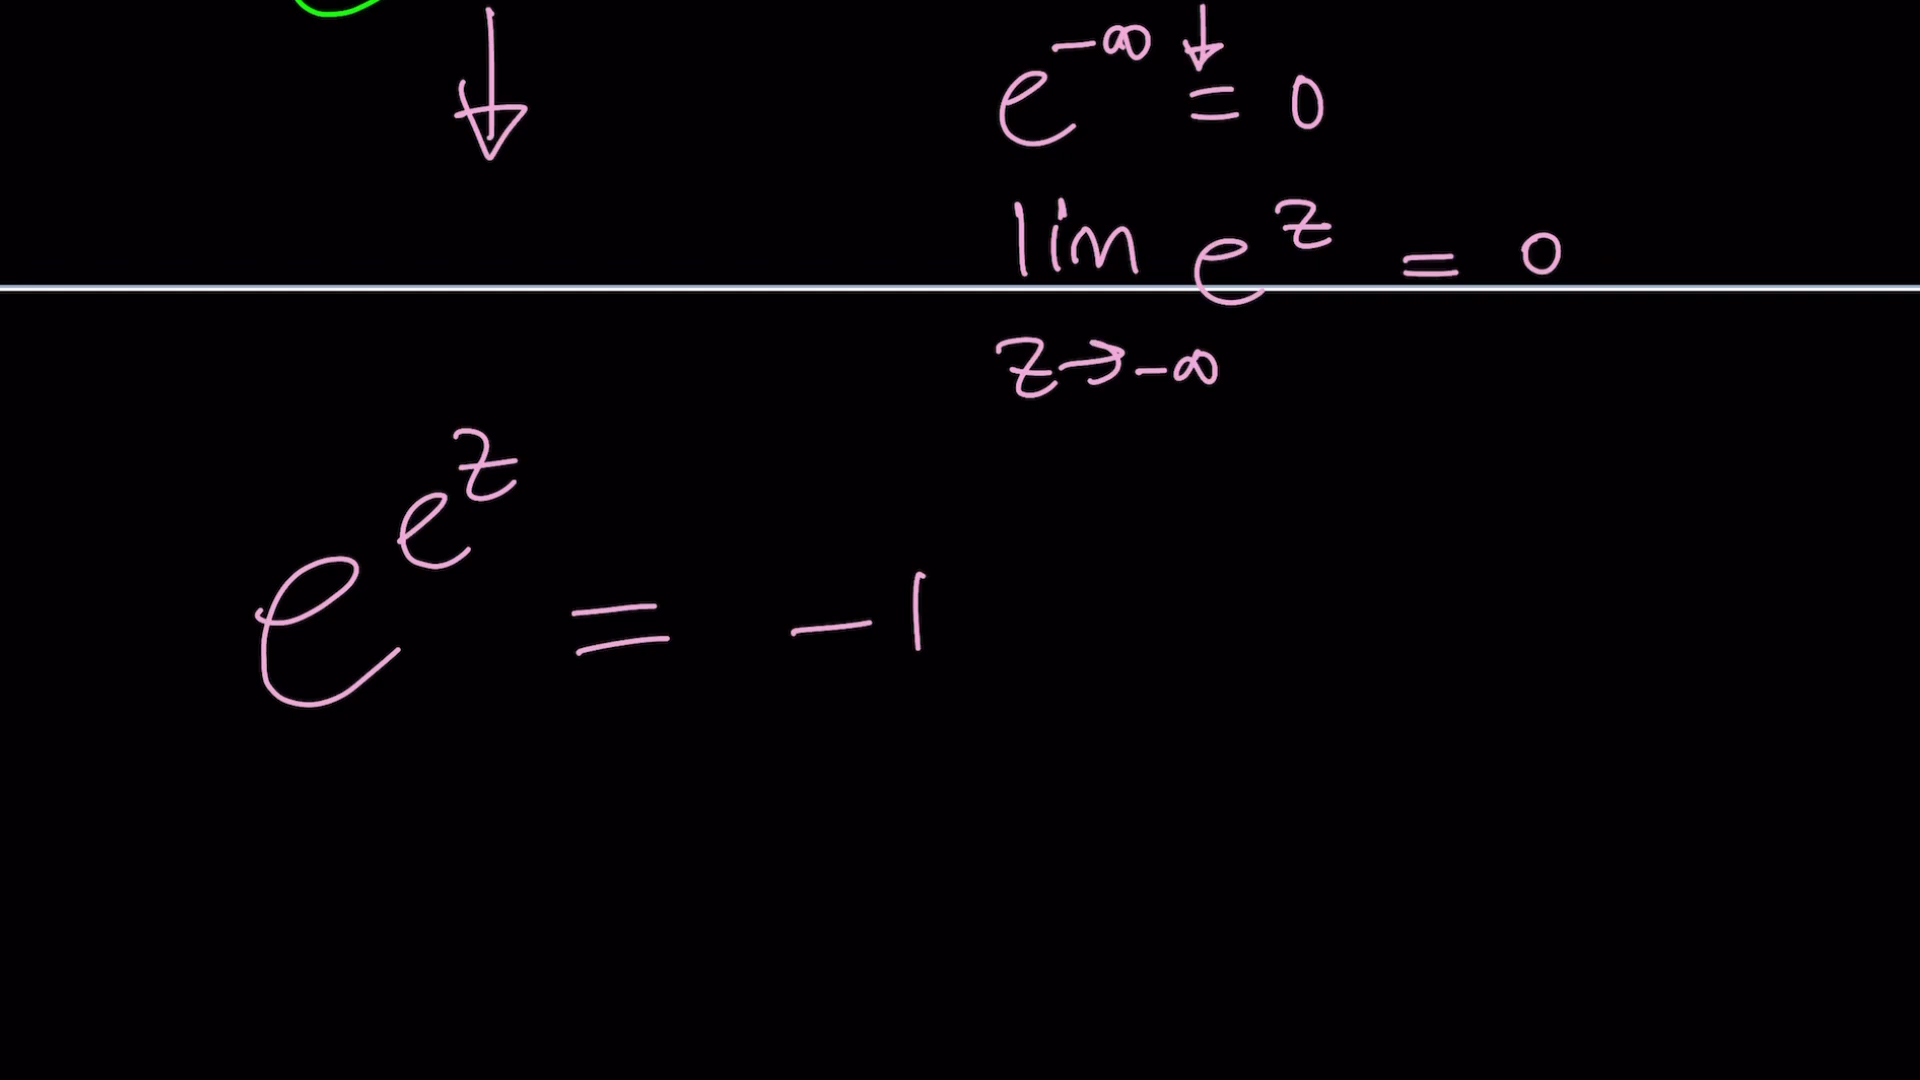 e^{-∞} = 0
lim e^z = 0
z→-∞
e^{e^z} = -1